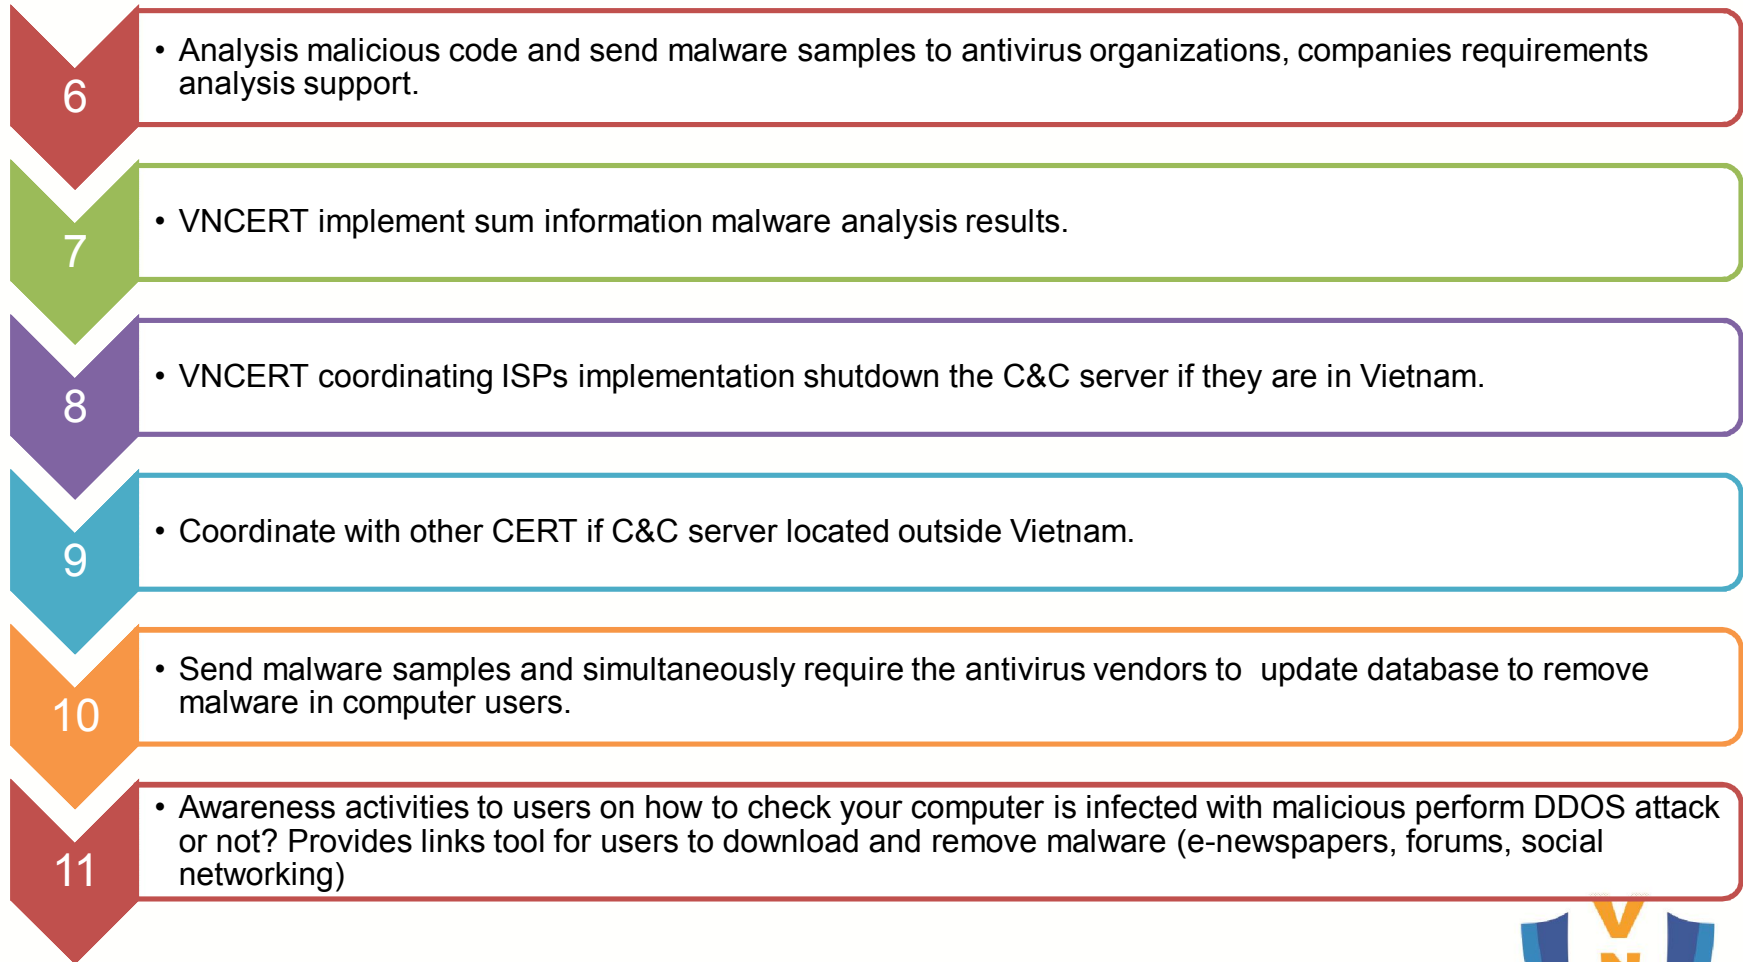 6
• Analysis malicious code and send malware samples to antivirus organizations, companies requirements
analysis support.
7
• VNCERT implement sum information malware analysis results.
8
• VNCERT coordinating ISPs implementation shutdown the C&C server if they are in Vietnam.
9
• Coordinate with other CERT if C&C server located outside Vietnam.
10
• Send malware samples and simultaneously require the antivirus vendors to  update database to remove
malware in computer users.
11
• Awareness activities to users on how to check your computer is infected with malicious perform DDOS attack
or not? Provides links tool for users to download and remove malware (e-newspapers, forums, social
networking)
V
N